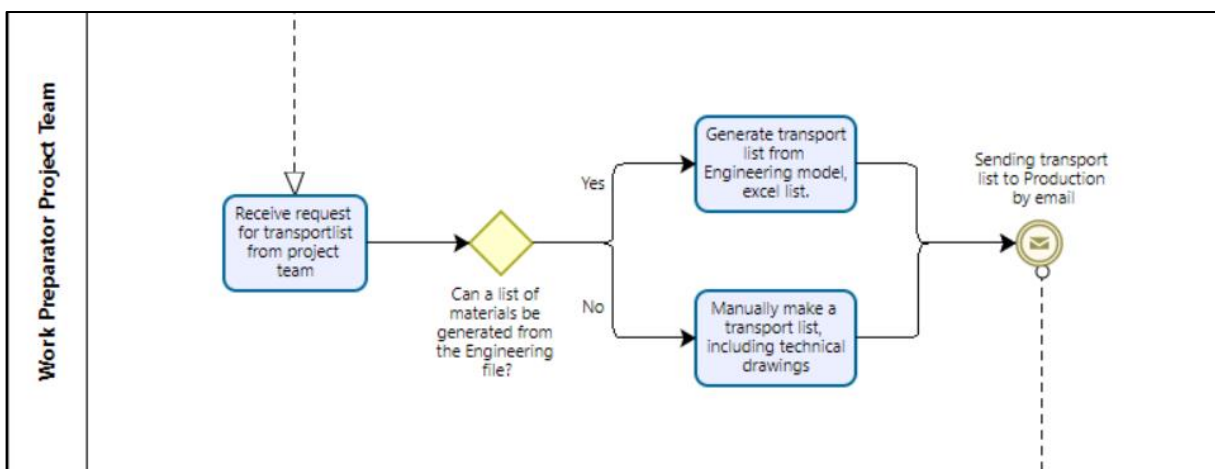 Work Preparator Project Team
Receive request
for transportlist
from project
team
Can a list of
materials be
generated from
the Engineering
file?
Yes
No
Generate transport
list from
Engineering model,
excel list.
Manually make a
transport list,
including technical
drawings
Sending transport
list to Production
by email